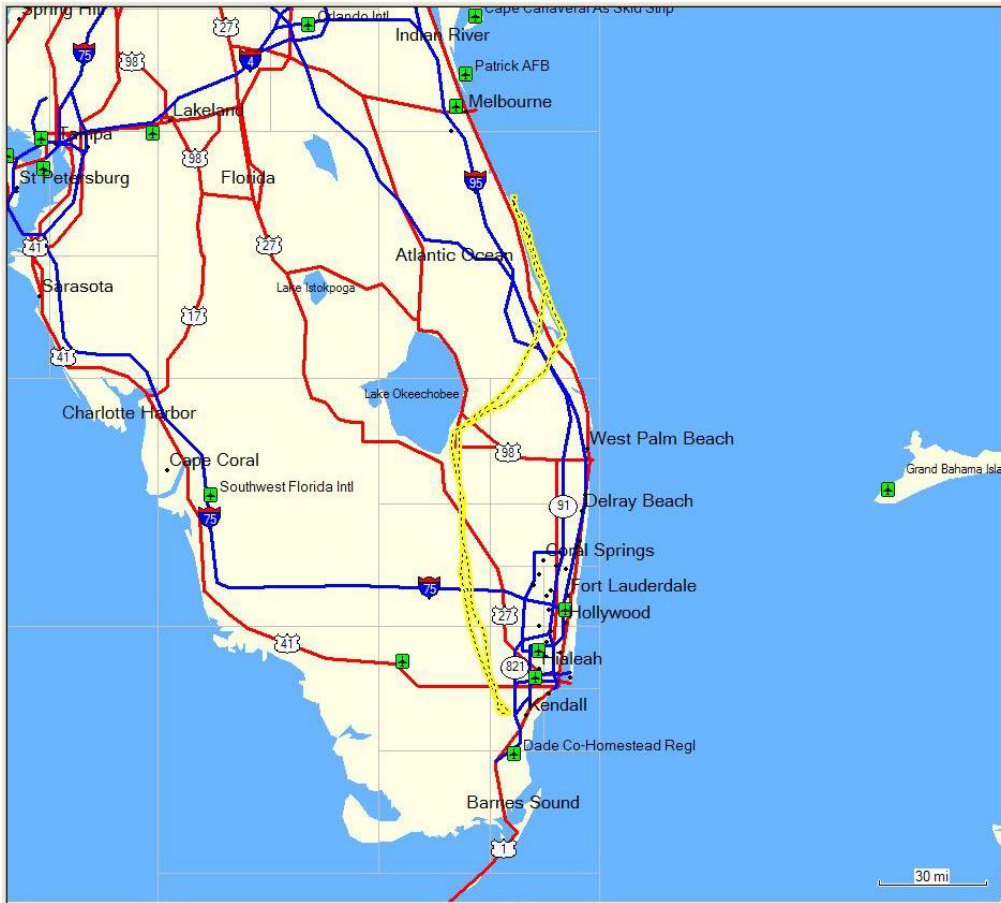 Spring Hill
27
Orlando Intl
Cape Canaveral As Skid Strip
Indian River
75
98
4
Patrick AFB
Melbourne
Lakeland
Tampa
98
St Petersburg
Florida
95
41
27
Atlantic Ocean
Sarasota
Lake Istokpoga
17
41
Lake Okeechobee
Charlotte Harbor
West Palm Beach
98
Cape Coral
Grand Bahama Isla
Southwest Florida Intl
91
Delray Beach
75
Coral Springs
75
Fort Lauderdale
27
Hollywood
41
Hialeah
821
Kendall
Dade Co-Homestead Regl
Barnes Sound
1
30 mi